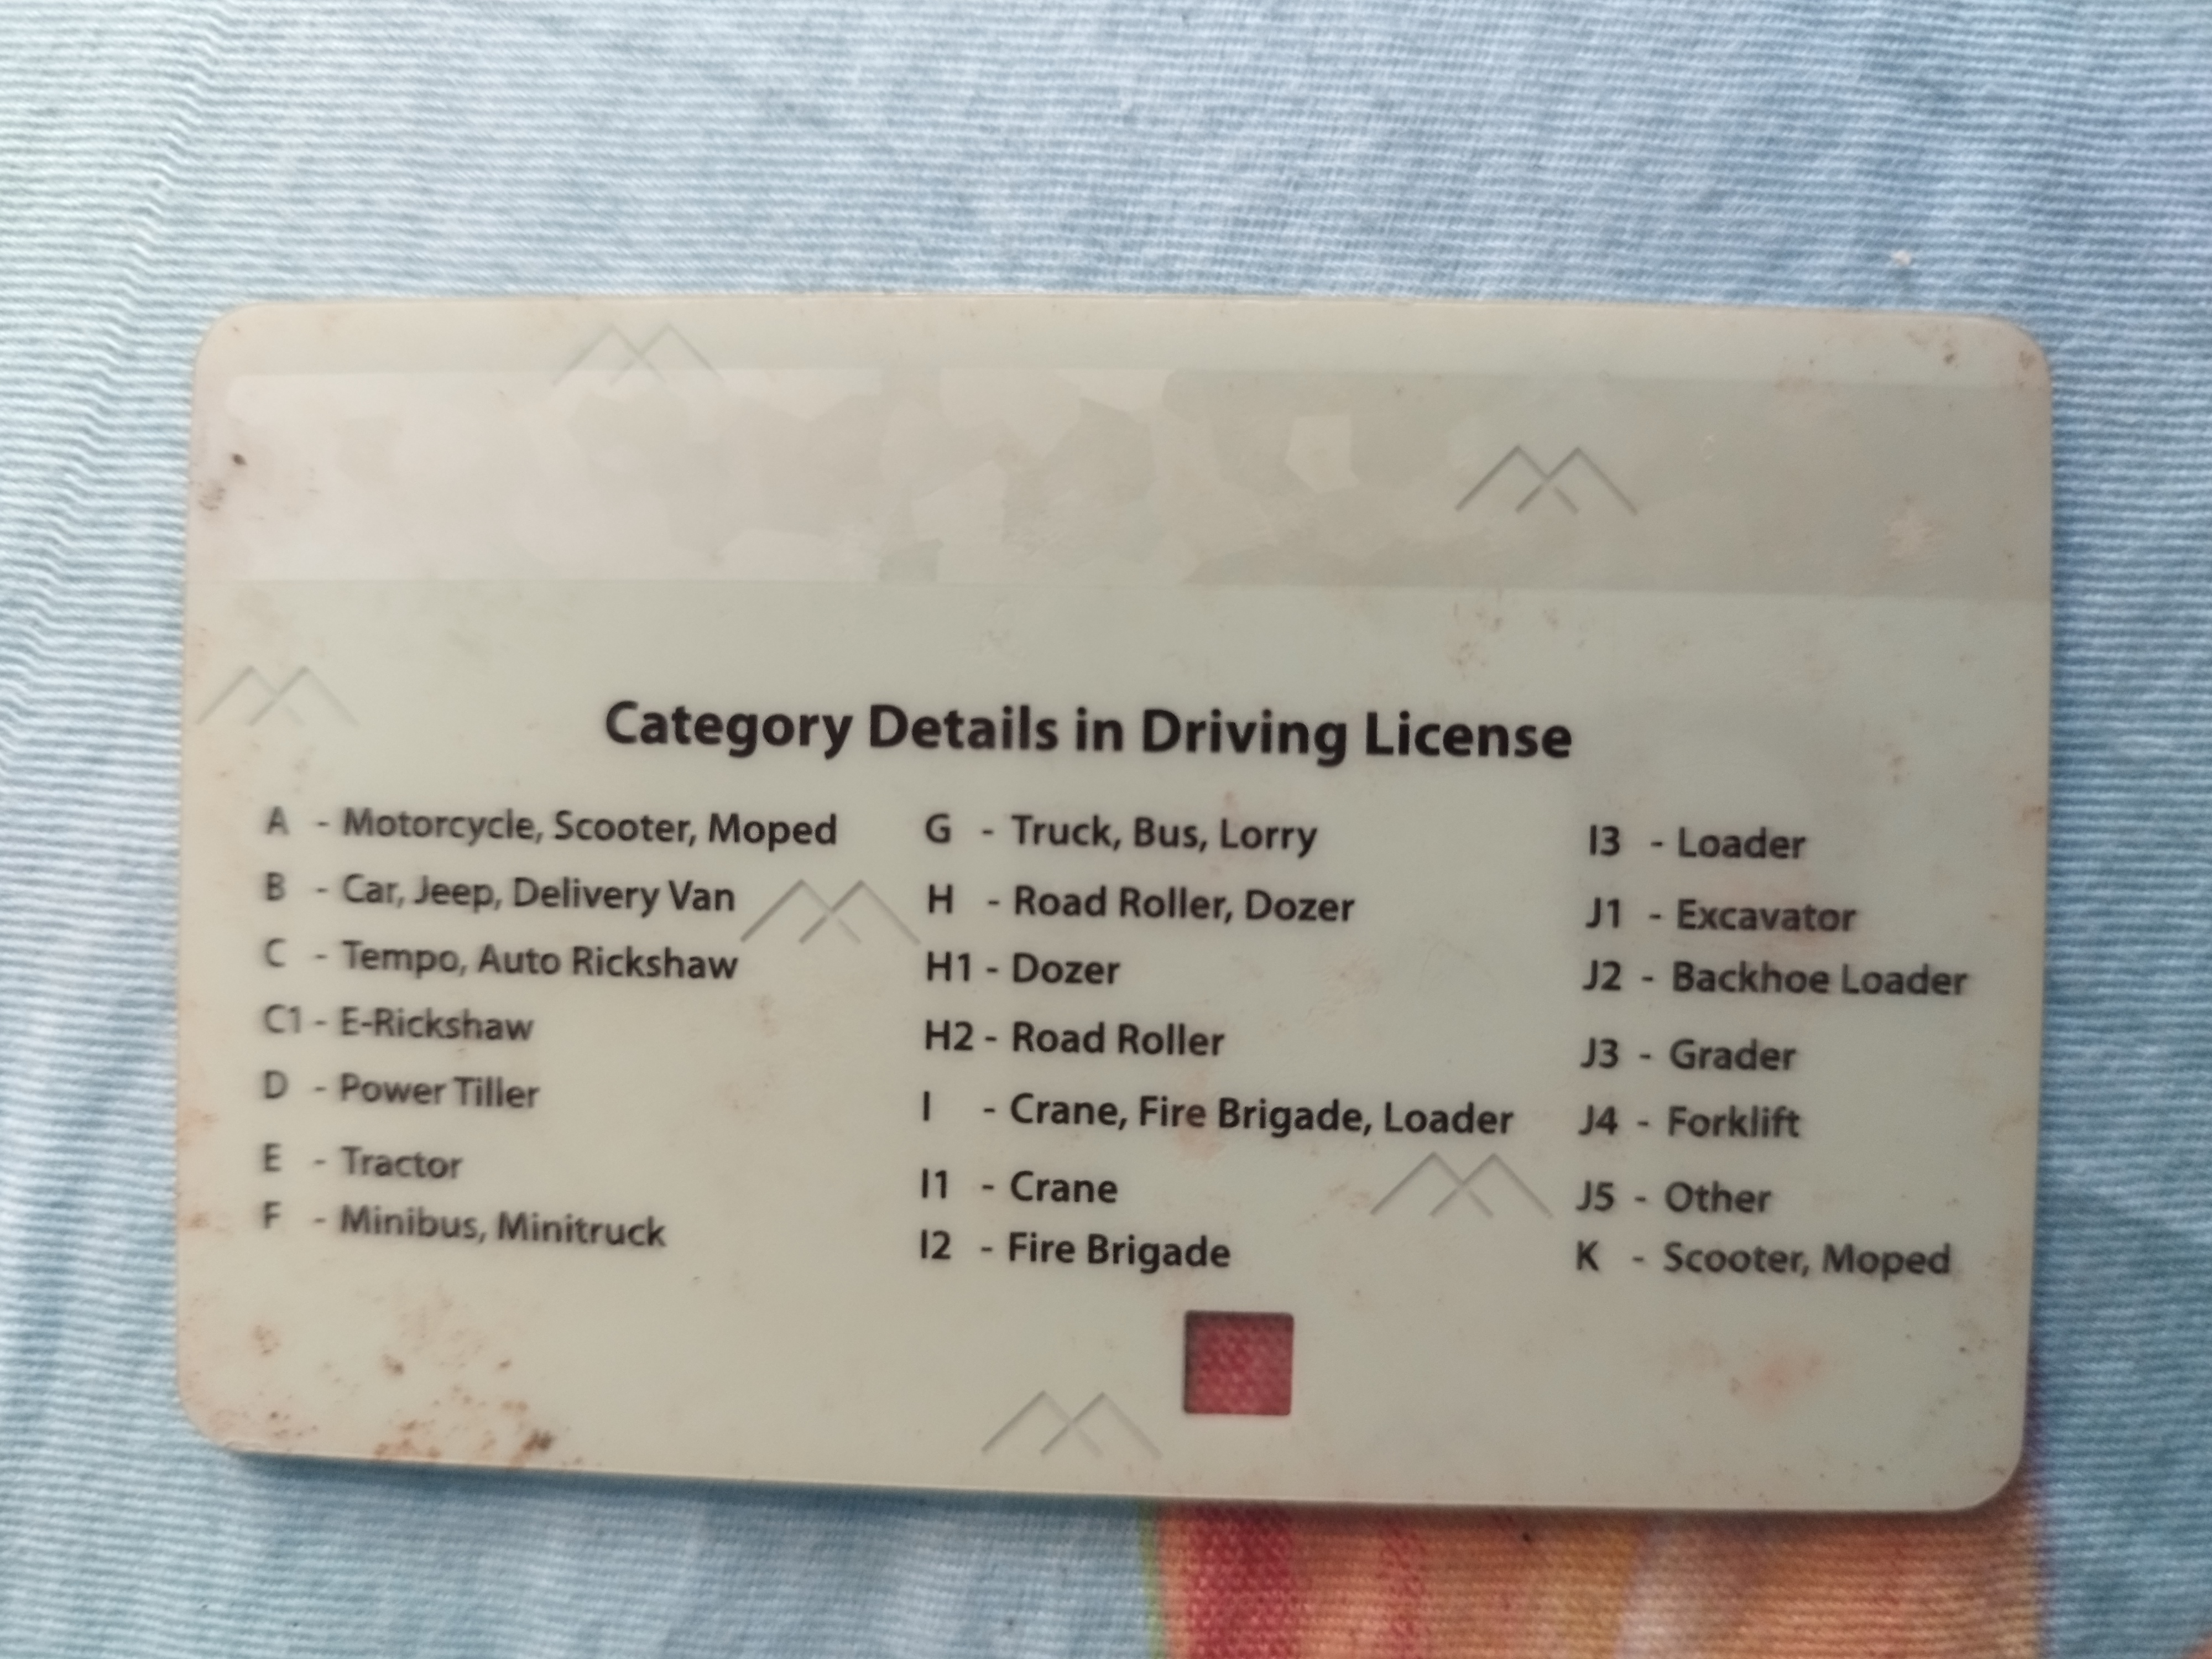 Category Details in Driving License
A - Motorcycle, Scooter, Moped
B - Car, Jeep, Delivery Van
C - Tempo, Auto Rickshaw
C1 - E-Rickshaw
D - Power Tiller
E - Tractor
F - Minibus, Minitruck
G - Truck, Bus, Lorry
H - Road Roller, Dozer
H1 - Dozer
H2 - Road Roller
I - Crane, Fire Brigade, Loader
I1 - Crane
I2 - Fire Brigade
I3 - Loader
J1 - Excavator
J2 - Backhoe Loader
J3 - Grader
J4 - Forklift
J5 - Other
K - Scooter, Moped